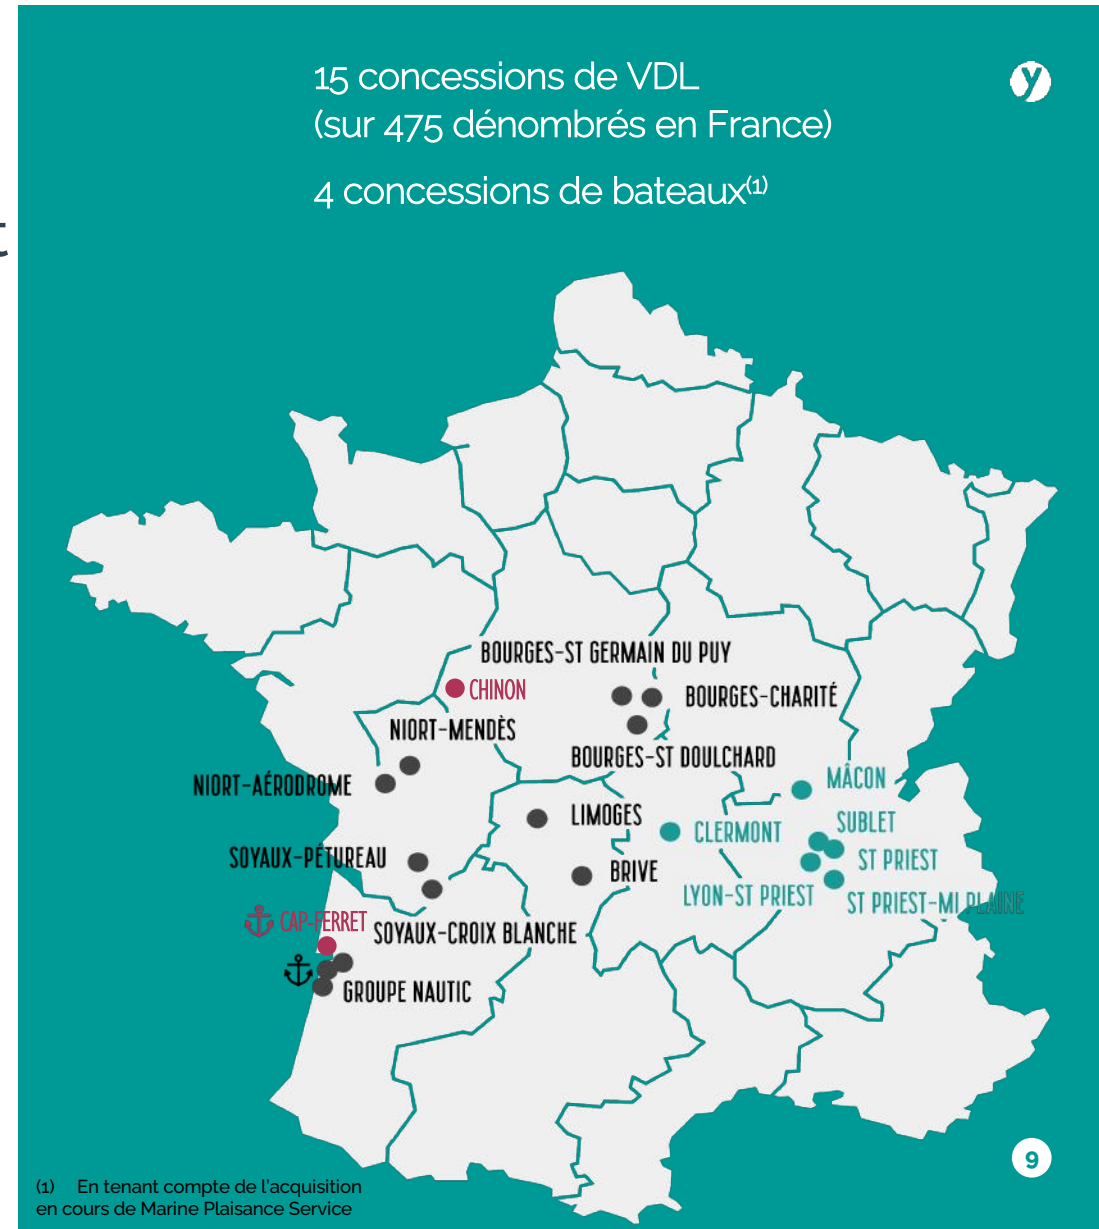 15 concessions de VDL
(sur 475 dénombrés en France)
4 concessions de bateaux(1)
y
t
BOURGES-ST GERMAIN DU PUY
CHINON
BOURGES-CHARITÉ
NIORT-MENDÈS
BOURGES-ST DOULCHARD
NIORT-AÉRODROME
MÂCON
LIMOGES
SUBLET
CLERMONT
SOYAUX-PÉTUREAU
ST PRIEST
BRIVE
LYON-ST PRIEST
ST PRIEST-MI PLAINE
CAP-FERRET
SOYAUX-CROIX BLANCHE
GROUPE NAUTIC
9
(1) En tenant compte de l'acquisition
en cours de Marine Plaisance Service